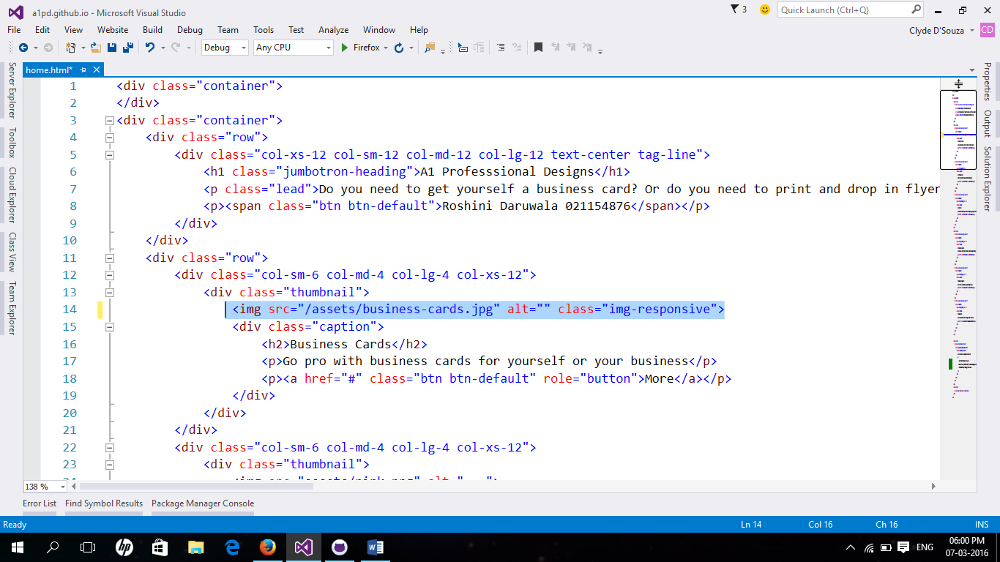 a1pd.github.io - Microsoft Visual Studio
3
Quick Launch (Ctrl+Q)
File Edit View Website Build Debug Team Tools Test Analyze Window Help
Clyde D'Souza CD
Debug Any CPU Firefox
home.html*
Server Explorer
Toolbox
Cloud Explorer
Class View
Team Explorer
Properties
Output
Solution Explorer
1 <div class="container">
2 </div>
3 <div class="container">
4 <div class="row">
5 <div class="col-xs-12 col-sm-12 col-md-12 col-lg-12 text-center tag-line">
6 <h1 class="jumbotron-heading">A1 Professsional Designs</h1>
7 <p class="lead">Do you need to get yourself a business card? Or do you need to print and drop in flyer
8 <p><span class="btn btn-default">Roshini Daruwala 021154876</span></p>
9 </div>
10 </div>
11 <div class="row">
12 <div class="col-sm-6 col-md-4 col-lg-4 col-xs-12">
13 <div class="thumbnail">
14 <img src="/assets/business-cards.jpg" alt="" class="img-responsive">
15 <div class="caption">
16 <h2>Business Cards</h2>
17 <p>Go pro with business cards for yourself or your business</p>
18 <p><a href="#" class="btn btn-default" role="button">More</a></p>
19 </div>
20 </div>
21 </div>
22 <div class="col-sm-6 col-md-4 col-lg-4 col-xs-12">
23 <div class="thumbnail">
138 %
Error List Find Symbol Results Package Manager Console
Ready Ln 14 Col 16 Ch 16 INS
hp
ENG
06:00 PM
07-03-2016